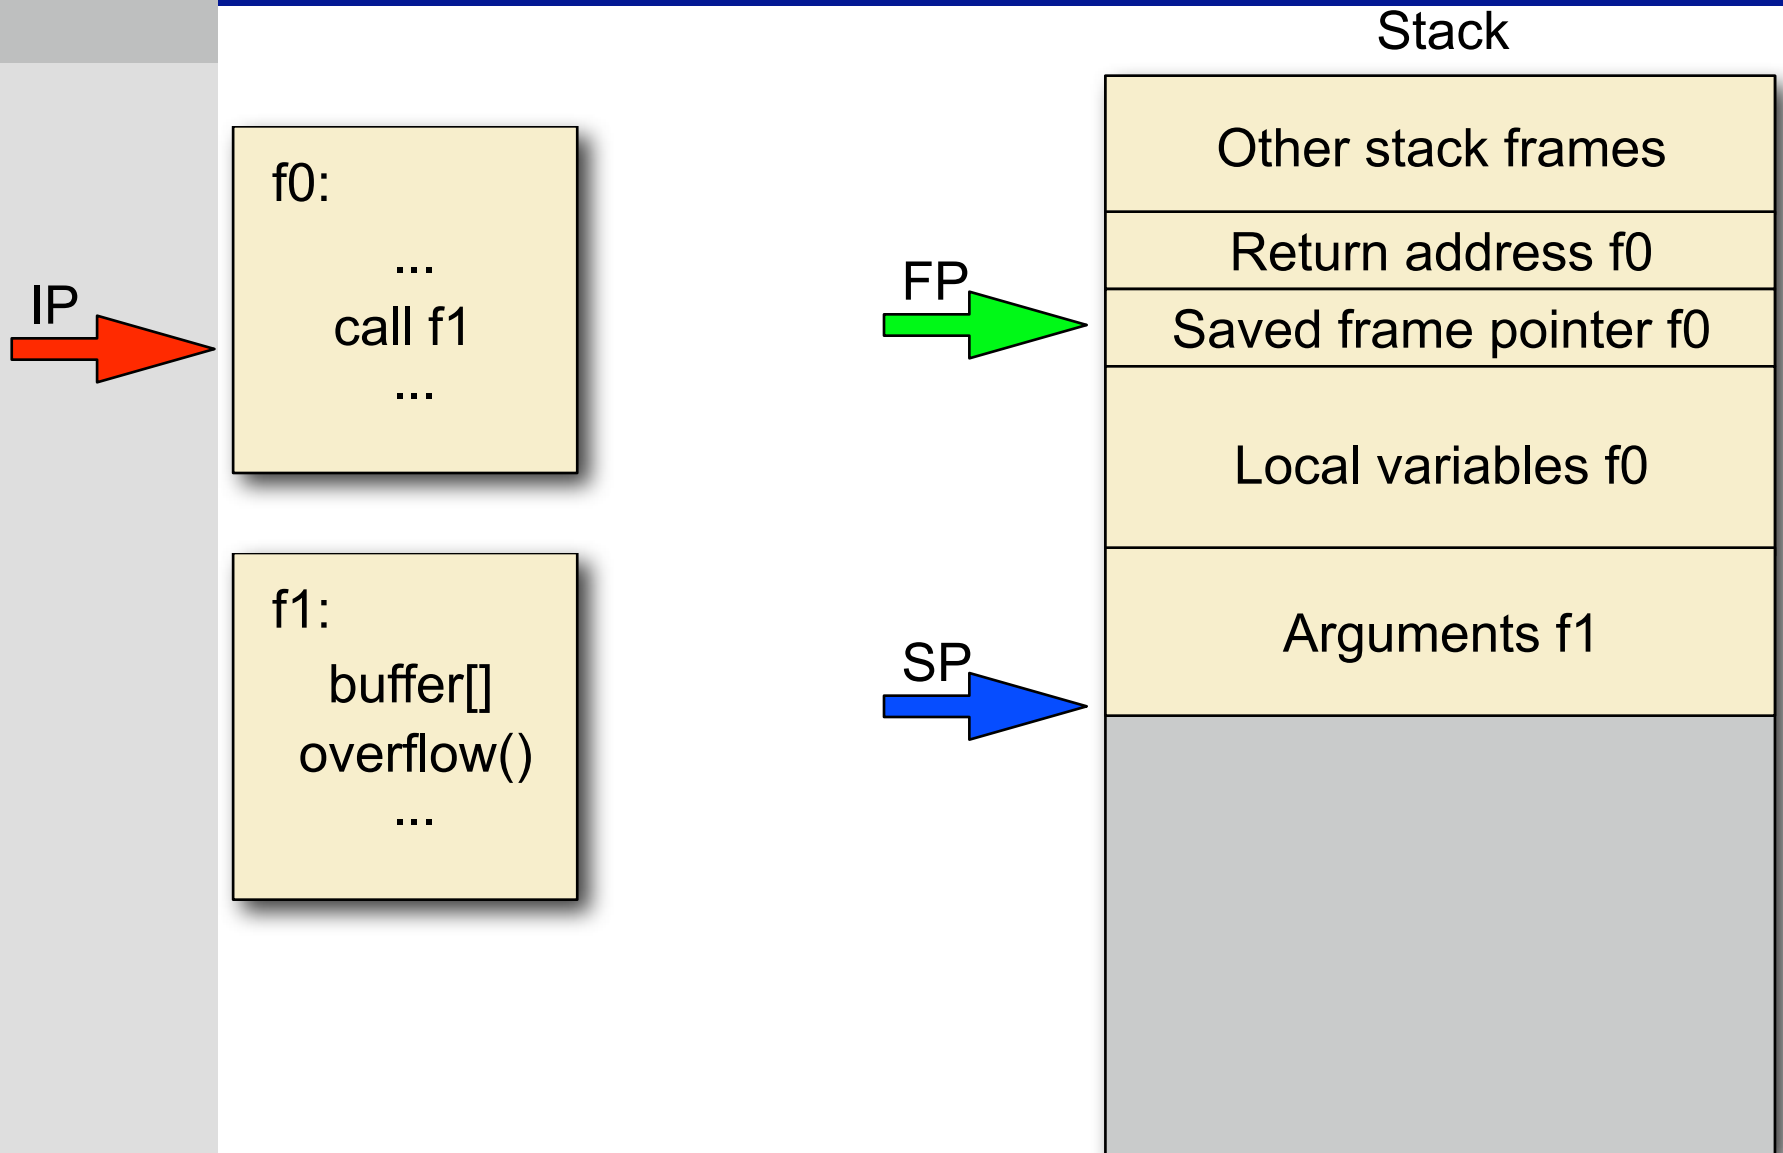 Stack
f0:
...
call f1
...
IP
f1:
buffer[]
overflow()
...
FP
SP
Other stack frames
Return address f0
Saved frame pointer f0
Local variables f0
Arguments f1